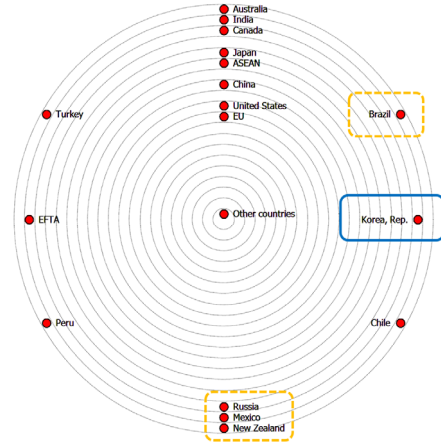 Australia
India
Canada
Japan
ASEAN
China
United States
EU
Turkey
Brazil
Other countries
EFTA
Korea, Rep.
Peru
Chile
Russia
Mexico
New Zealand